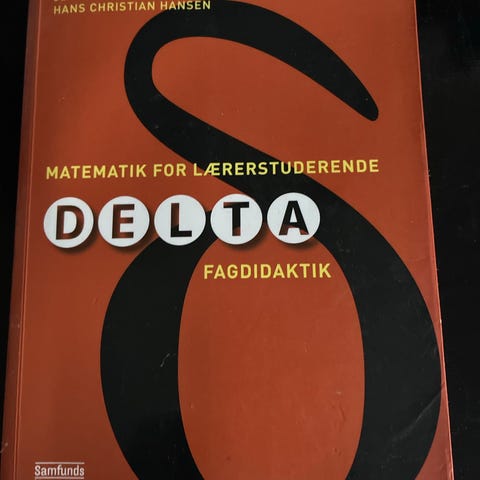 HANS CHRISTIAN HANSEN
MATEMATIK FOR LÆRERSTUDERENDE
DELTA
FAGDIDAKTIK
Samfunds